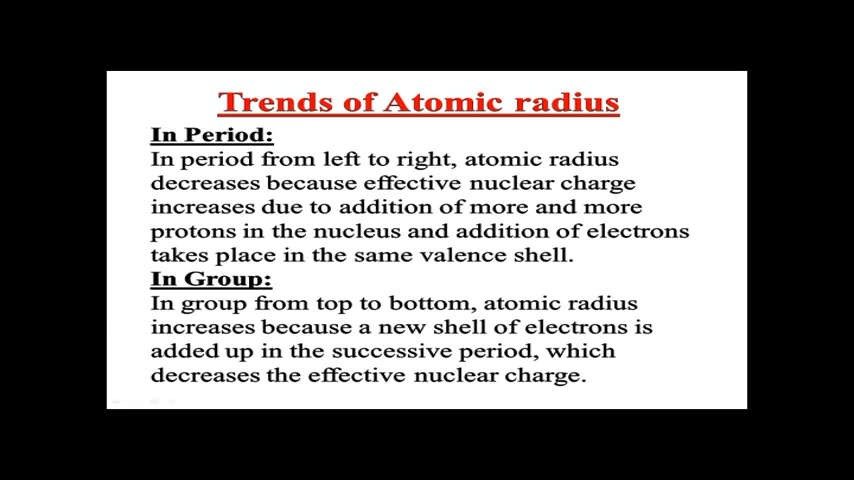 Trends of Atomic radius
In Period:
In period from left to right, atomic radius
decreases because effective nuclear charge
increases due to addition of more and more
protons in the nucleus and addition of electrons
takes place in the same valence shell.
In Group:
In group from top to bottom, atomic radius
increases because a new shell of electrons is
added up in the successive period, which
decreases the effective nuclear charge.